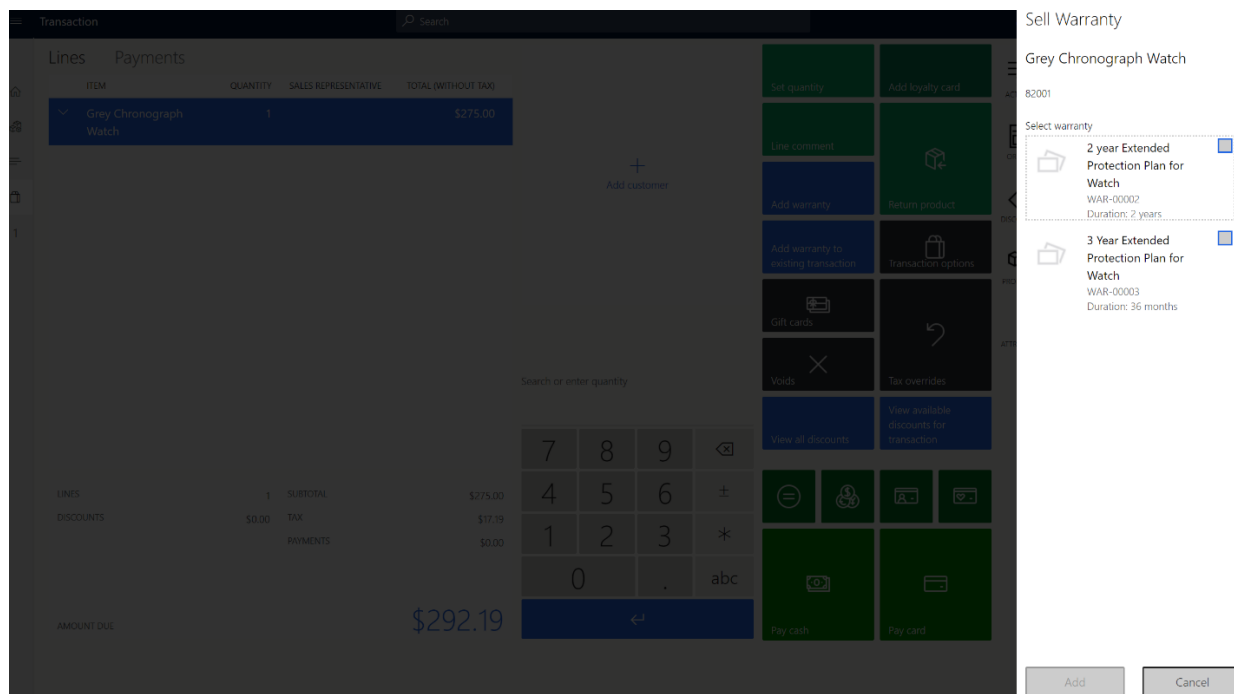 Transaction
Search
Lines Payments
ITEM QUANTITY SALES REPRESENTATIVE TOTAL (WITHOUT TAX)
Grey Chronograph 1 $275.00
Watch
1
Add customer
Search or enter quantity
7 8 9
4 5 6 ±
1 2 3 *
0 . abc
LINES 1 SUBTOTAL $275.00
DISCOUNTS $0.00 TAX $17.19
PAYMENTS $0.00
AMOUNT DUE $292.19
Set quantity
Add loyalty card
Line comment
Add warranty
Return product
Add warranty to
existing transaction
Transaction options
Gift cards
Voids
Tax overrides
View all discounts
View available
discounts for
transaction
Pay cash
Pay card
Sell Warranty
Grey Chronograph Watch
82001
Select warranty
2 year Extended
Protection Plan for
Watch
WAR-00002
Duration: 2 years
3 Year Extended
Protection Plan for
Watch
WAR-00003
Duration: 36 months
Add
Cancel